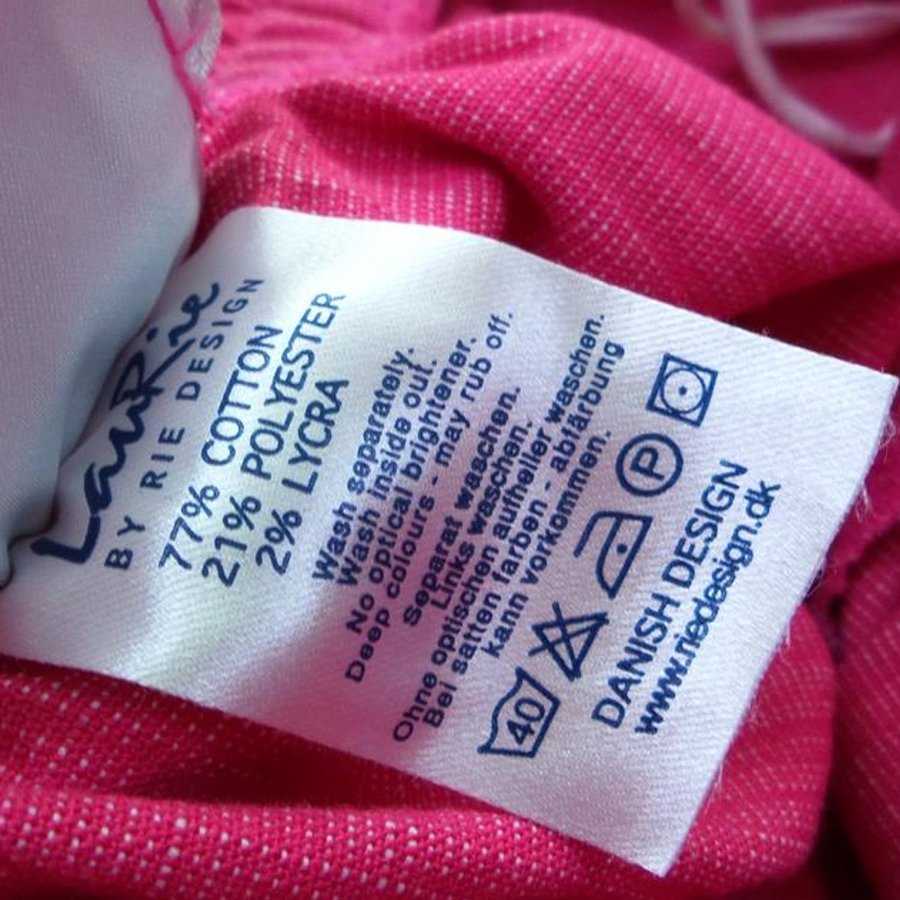 LauRie
BY RIE DESIGN
77% COTTON
21% POLYESTER
2% LYCRA
Wash separately.
Wash inside out.
No optical brightener.
Deep colours - may rub off.
Separat waschen.
Links waschen.
Ohne optischen aufheller waschen.
Bei satten farben - abfärbung
kann vorkommen.
40 P
DANISH DESIGN
www.riedesign.dk